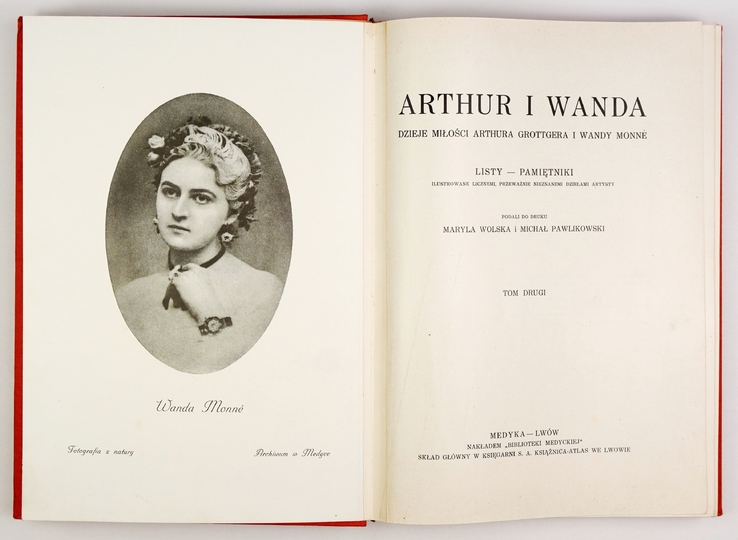 Wanda Monné
Fotografia z natury
Archiwum w Medyce
ARTHUR I WANDA
DZIEJE MIŁOŚCI ARTHURA GROTTGERA I WANDY MONNÉ
LISTY — PAMIĘTNIKI
ILUSTROWANE LICZNEMI, PRZEWAŻNIE NIEZNANEMI DZIEŁAMI ARTYSTY
PODALI DO DRUKU
MARYLA WOLSKA i MICHAŁ PAWLIKOWSKI
TOM DRUGI
MEDYKA — LWÓW
NAKŁADEM „BIBLIOTEKI MEDYCKIEJ"
SKŁAD GŁÓWNY W KSIĘGARNI S. A. KSIĄŻNICA-ATLAS WE LWOWIE